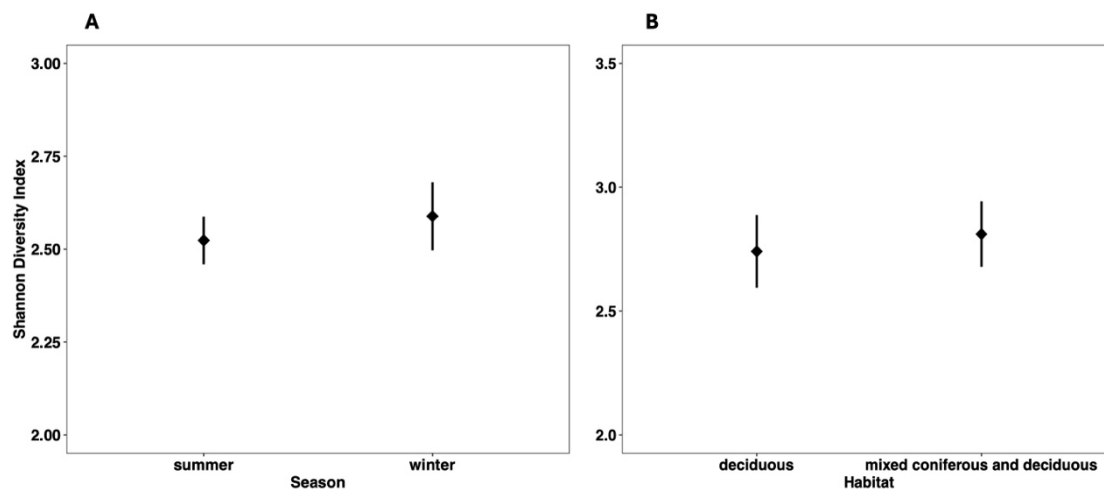 A
B
Shannon Diversity Index
3.00
2.75
2.50
2.25
2.00
summer
winter
Season
3.5
3.0
2.5
2.0
deciduous
mixed coniferous and deciduous
Habitat